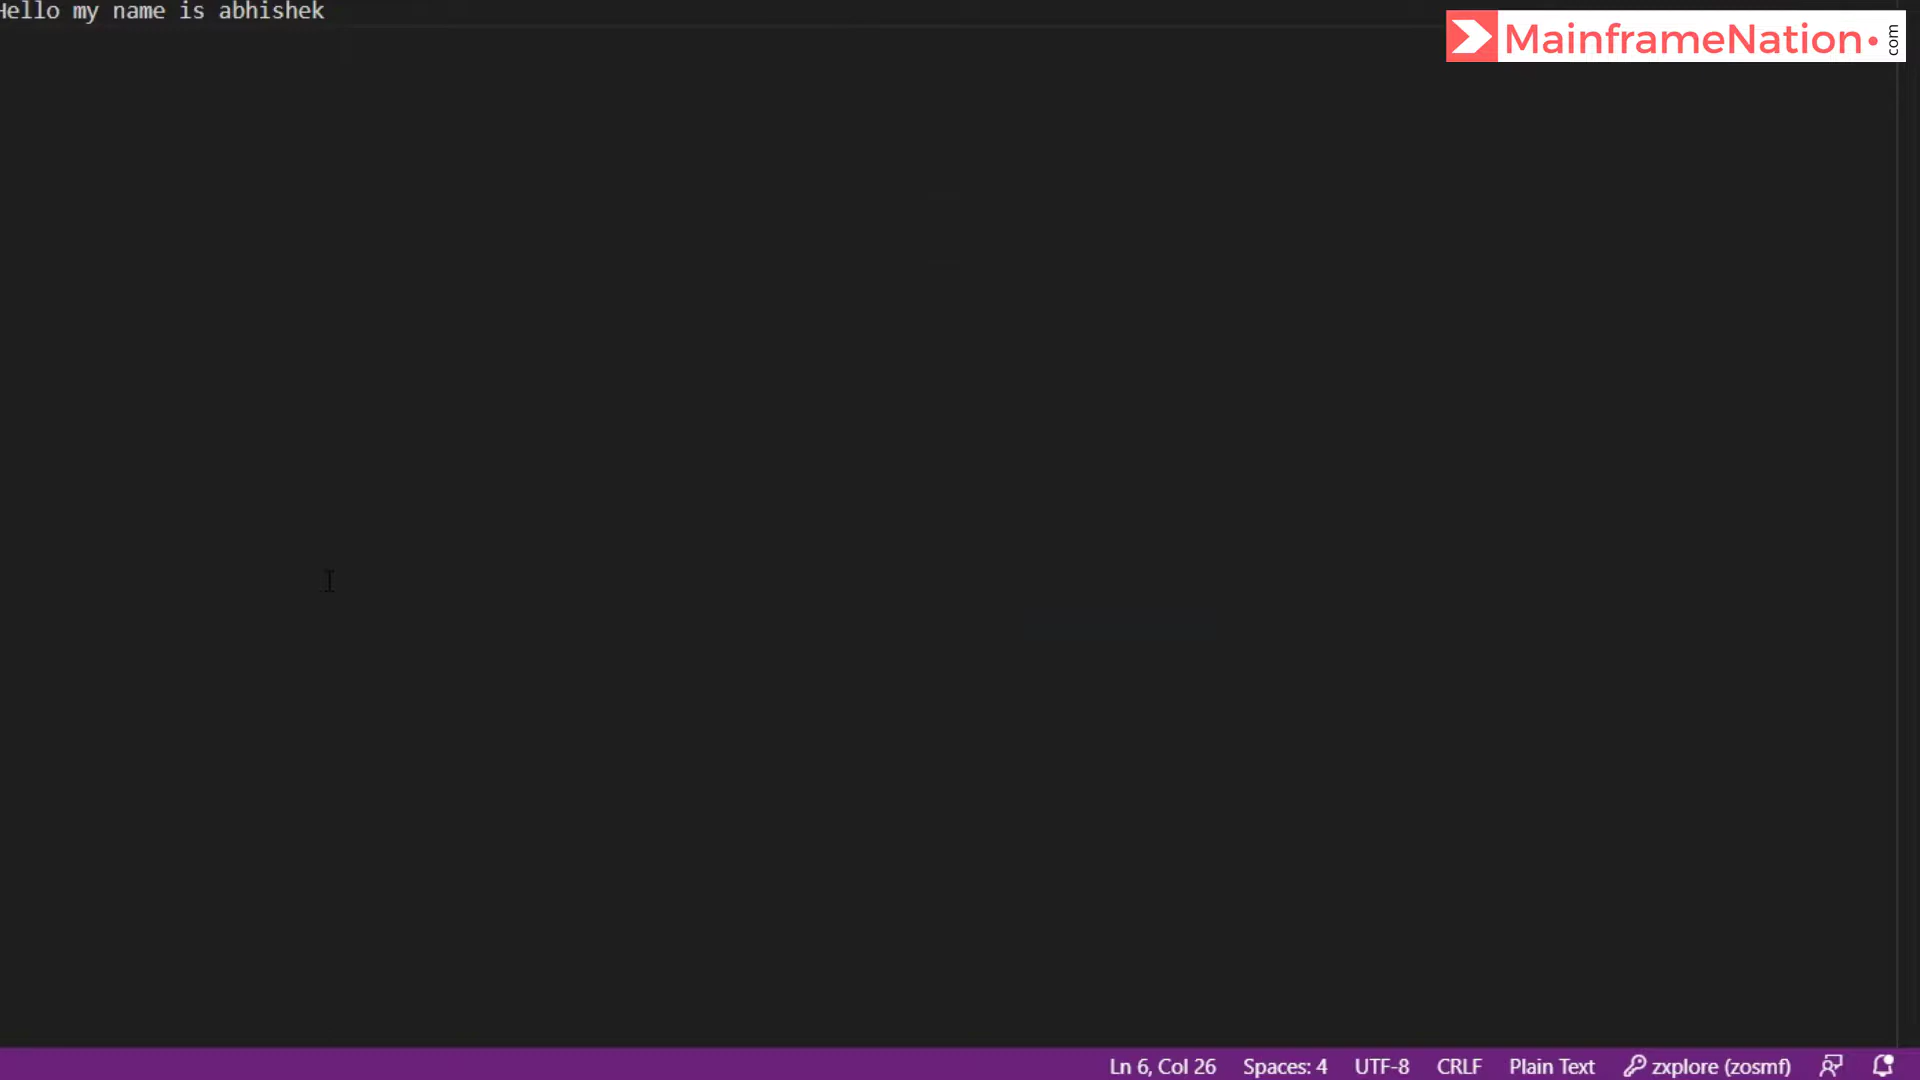 Hello my name is abhishek
MainframeNation.com
Ln 6, Col 26 Spaces: 4 UTF-8 CRLF Plain Text zxplore (zosmf)